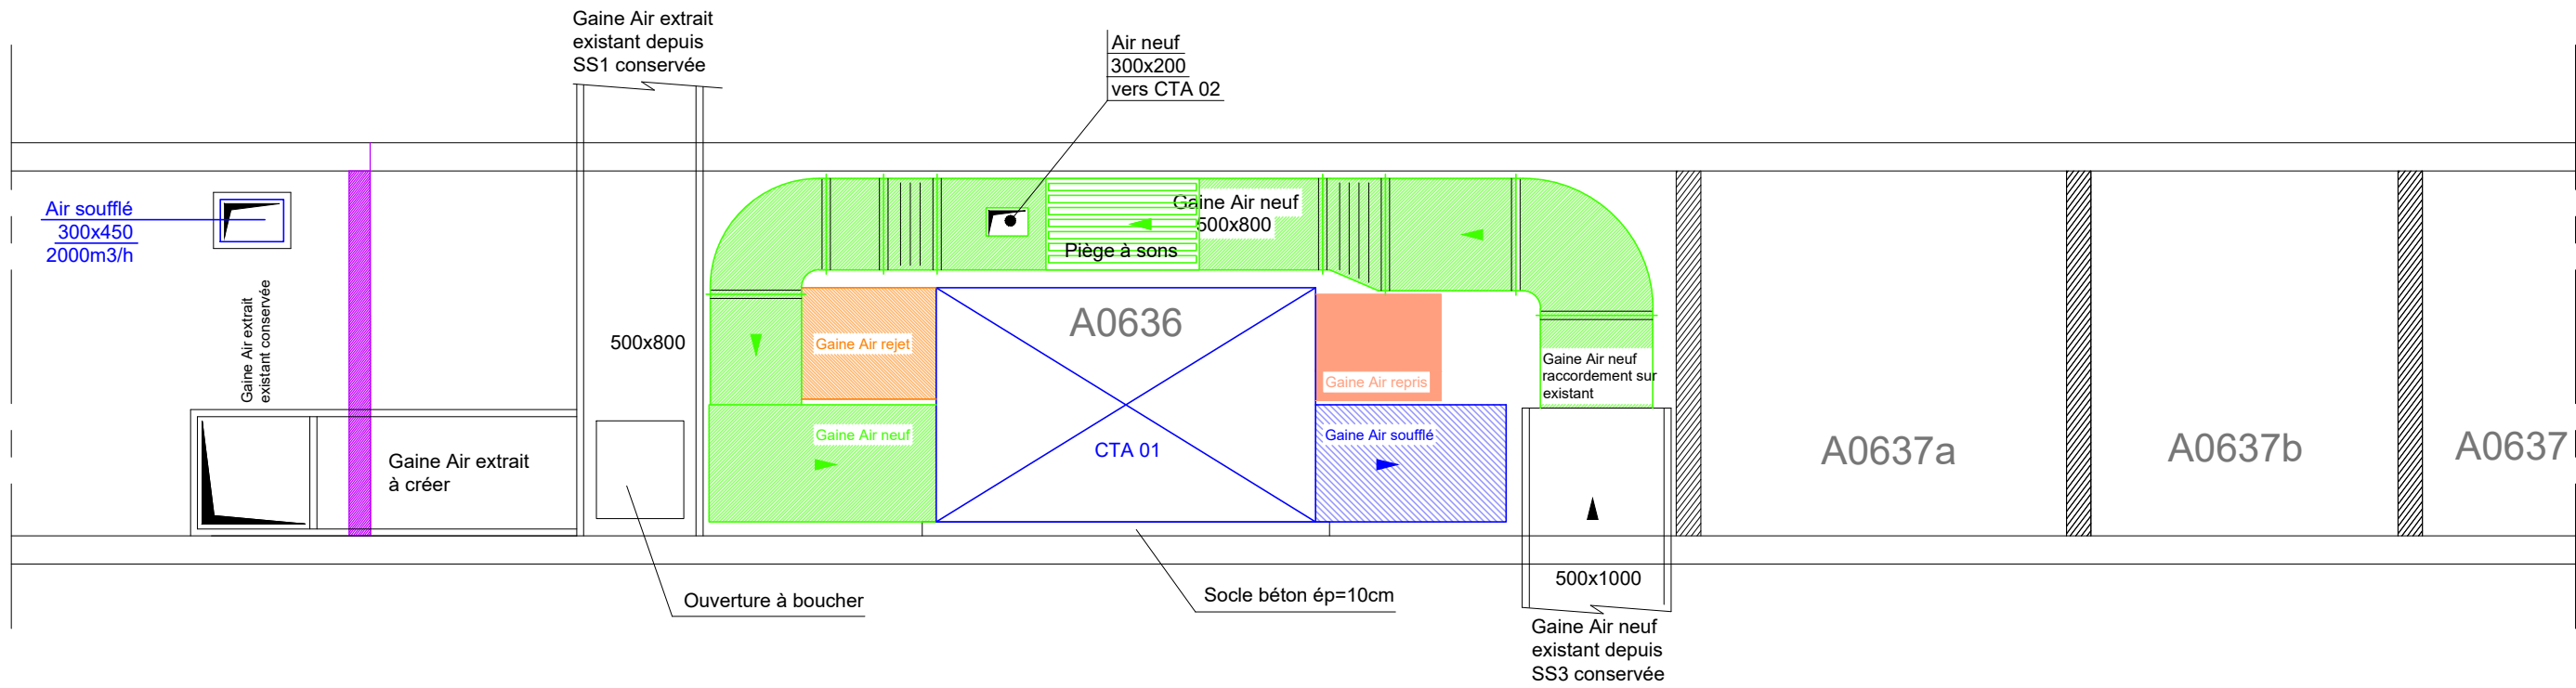 Gaine Air extrait
existant depuis
SS1 conservée
Air neuf
300x200
vers CTA 02
Air soufflé
300x450
2000m3/h
Gaine Air neuf
500x800
Piège à sons
Gaine Air extrait
existant conservée
500x800
Gaine Air rejet
A0636
Gaine Air repris
Gaine Air neuf
raccordement sur
existant
Gaine Air extrait
à créer
Gaine Air neuf
CTA 01
Gaine Air soufflé
A0637a
A0637b
A0637
Ouverture à boucher
Socle béton ép=10cm
500x1000
Gaine Air neuf
existant depuis
SS3 conservée